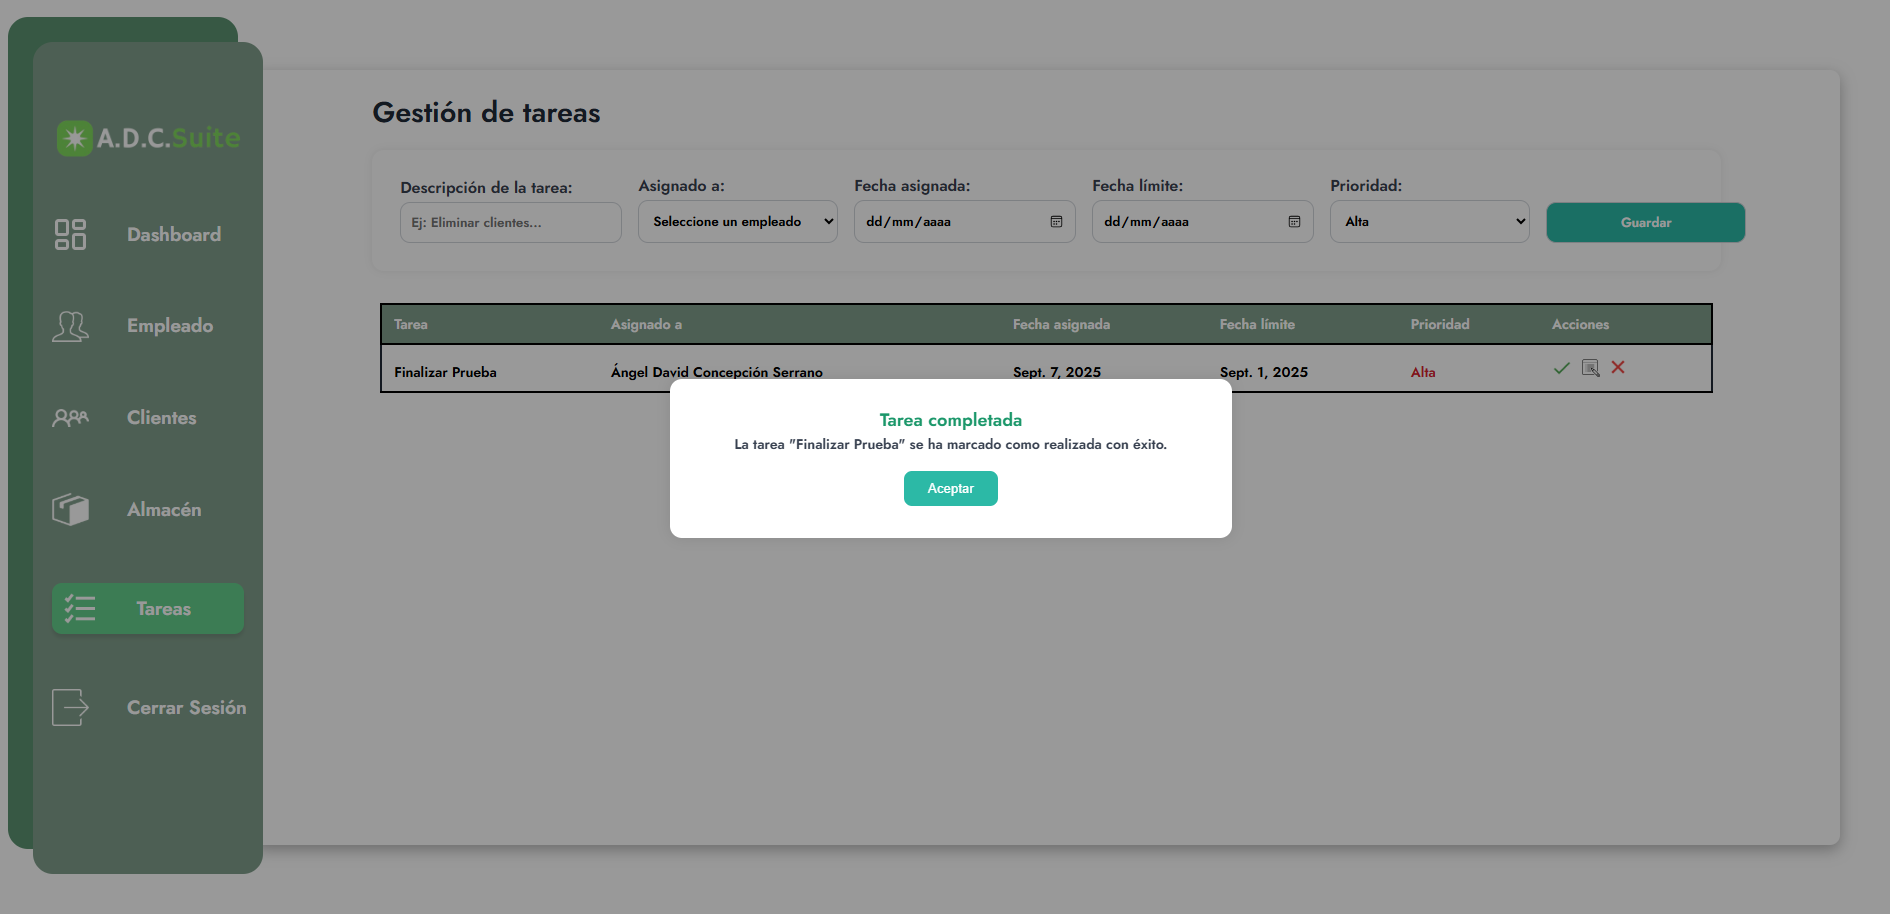 A.D.C.Suite
Dashboard
Empleado
Clientes
Almacén
Tareas
Cerrar Sesión
Gestión de tareas
Descripción de la tarea: Asignado a: Fecha asignada: Fecha límite: Prioridad:
Ej: Eliminar clientes... Seleccione un empleado dd/mm/aaaa dd/mm/aaaa Alta Guardar
Tarea Asignado a Fecha asignada Fecha límite Prioridad Acciones
Finalizar Prueba Ángel David Concepción Serrano Sept. 7, 2025 Sept. 1, 2025 Alta
Tarea completada
La tarea "Finalizar Prueba" se ha marcado como realizada con éxito.
Aceptar